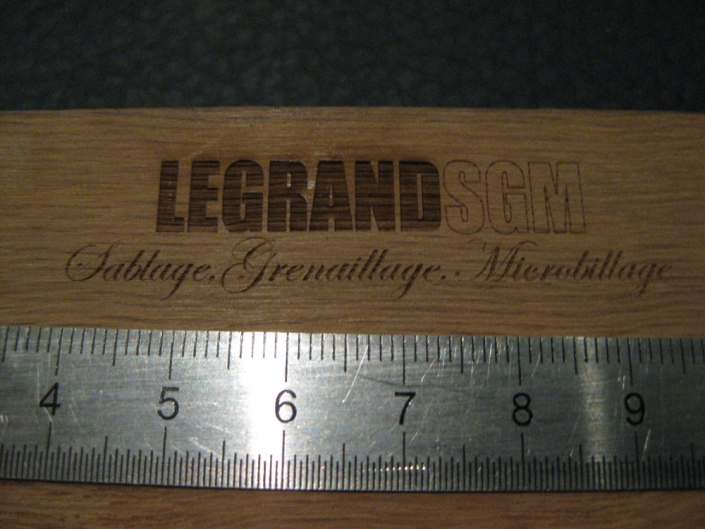 LEGRANDSGM
Sablage. Grenaillage. Microbillage
4 5 6 7 8 9